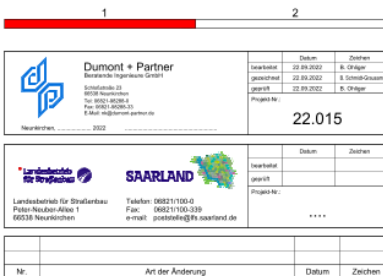 1 2
Dumont + Partner
Beratende Ingenieure GmbH
Schloßstraße 23
66538 Neunkirchen
Tel. 06821-88288-0
Fax: 06821-88288-33
E-Mail: nk@dumont-partner.de
Neunkirchen, 2022
Datum Zeichen
bearbeitet 22.09.2022 B. Ohliger
gezeichnet 22.09.2022
geprüft 22.09.2022 B. Ohliger
Projekt-Nr.:
22.015
Landesbetrieb
für Straßenbau
SAARLAND
Landesbetrieb für Straßenbau
Peter-Neuber-Allee 1
66538 Neunkirchen
Telefon: 06821/100-0
Fax: 06821/100-339
e-mail: poststelle@lfs.saarland.de
Datum Zeichen
bearbeitet
geprüft
Projekt-Nr.:
....
Nr. Art der Änderung Datum Zeichen